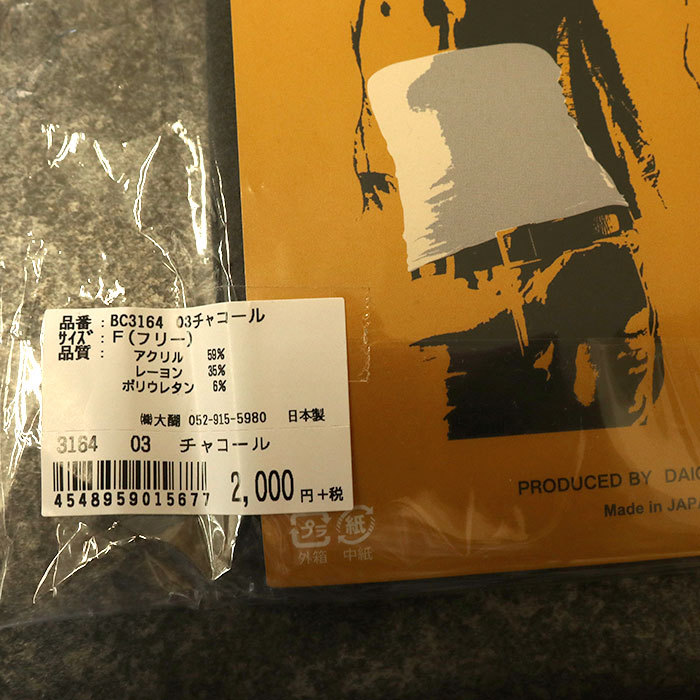 品番 : BC3164 03チャコール
サイズ : F(フリー)
品質 : アクリル 59%
レーヨン 35%
ポリウレタン 6%
㈱大醐 052-915-5980 日本製
3164 03 チャコール
4548959015677 2,000円+税
PRODUCED BY DAIG
Made in JAPA
プラ 紙
外箱 中紙